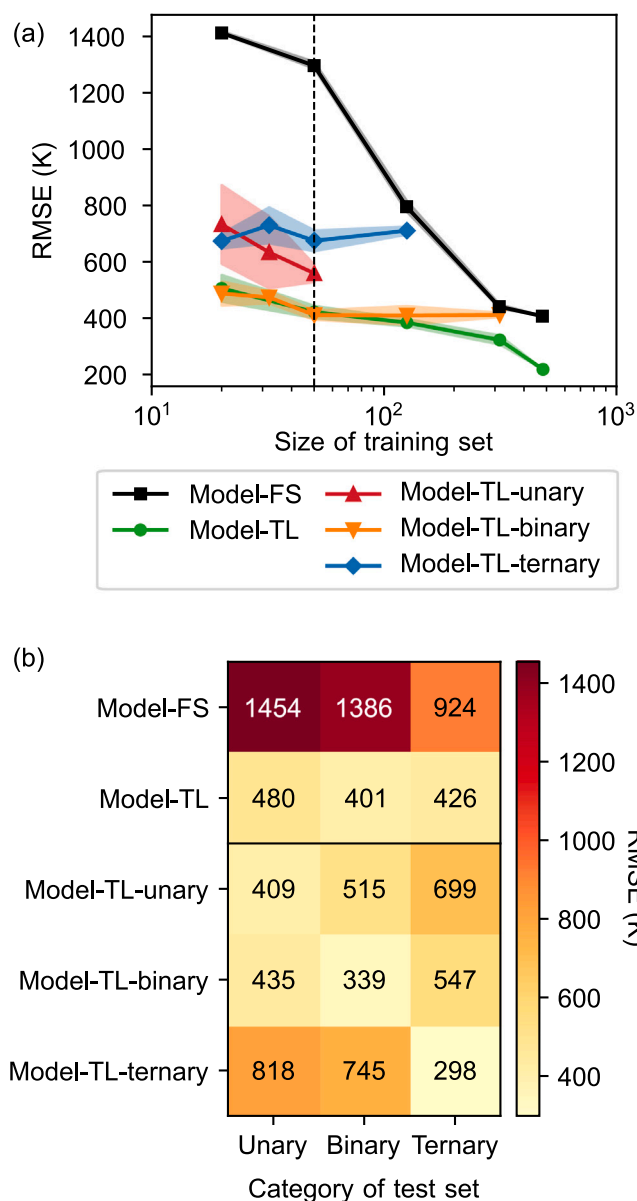 (a)
1400
1200
1000
800
600
400
200
RMSE (K)
10¹ 10² 10³
Size of training set
Model-FS Model-TL-unary
Model-TL Model-TL-binary
Model-TL-ternary
(b)
Model-FS 1454 1386 924
Model-TL 480 401 426
Model-TL-unary 409 515 699
Model-TL-binary 435 339 547
Model-TL-ternary 818 745 298
Unary Binary Ternary
Category of test set
1400
1200
1000
800
600
400
RMSE (K)